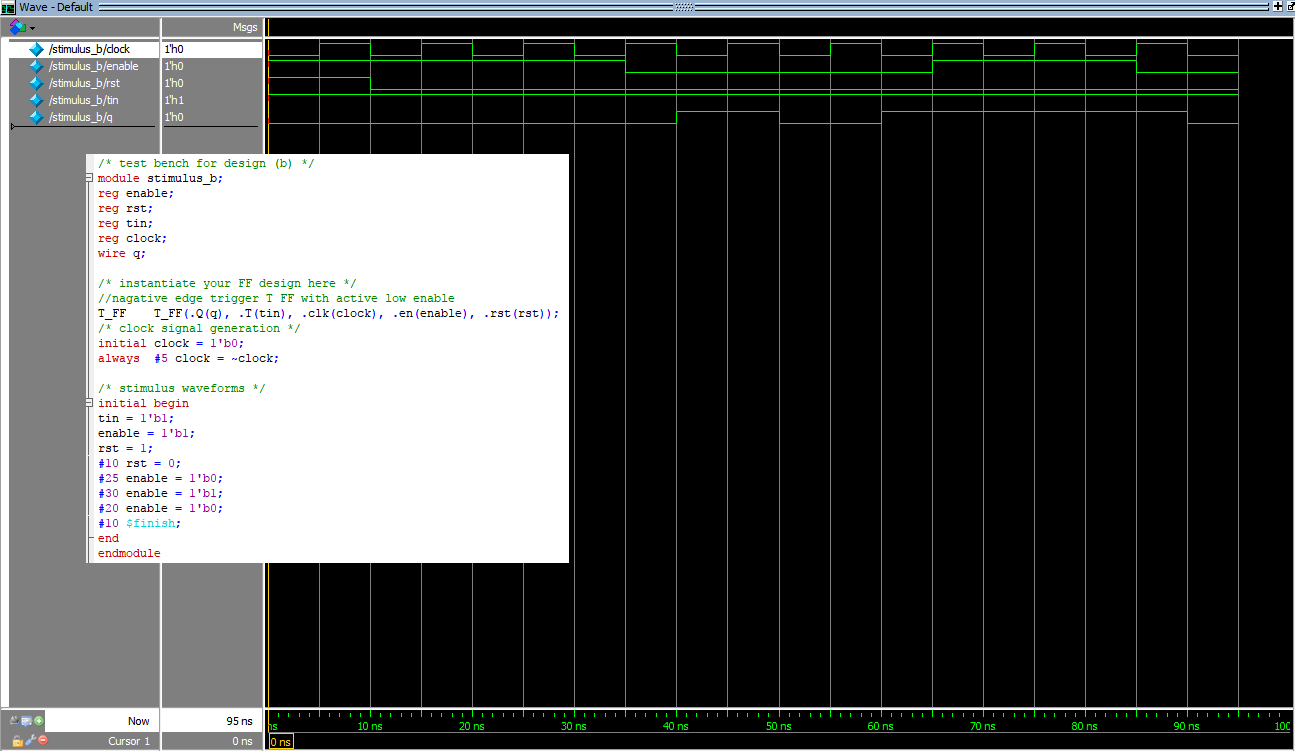 Wave - Default
Msgs
/stimulus_b/clock 1'h0
/stimulus_b/enable 1'h0
/stimulus_b/rst 1'h0
/stimulus_b/tin 1'h1
/stimulus_b/q 1'h0
/* test bench for design (b) */
module stimulus_b;
reg enable;
reg rst;
reg tin;
reg clock;
wire q;
/* instantiate your FF design here */
//nagative edge trigger T FF with active low enable
T_FF    T_FF(.Q(q), .T(tin), .clk(clock), .en(enable), .rst(rst));
/* clock signal generation */
initial clock = 1'b0;
always  #5 clock = ~clock;
/* stimulus waveforms */
initial begin
tin = 1'b1;
enable = 1'b1;
rst = 1;
#10 rst = 0;
#25 enable = 1'b0;
#30 enable = 1'b1;
#20 enable = 1'b0;
#10 $finish;
end
endmodule
Now 95 ns ns 10 ns 20 ns 30 ns 40 ns 50 ns 60 ns 70 ns 80 ns 90 ns 100
Cursor 1 0 ns 0 ns